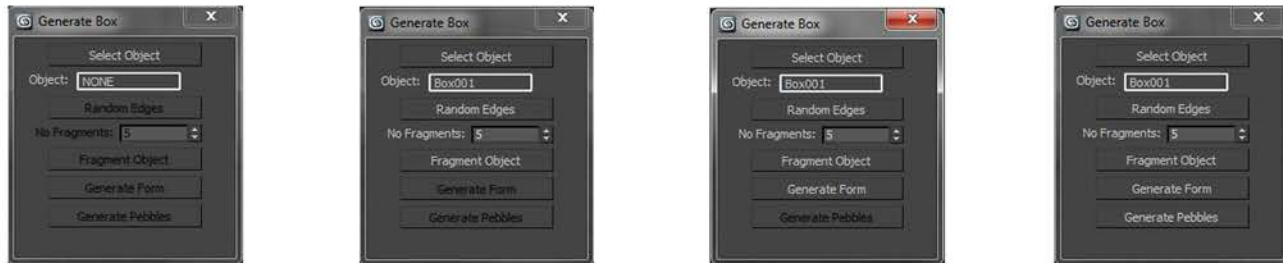 Generate Box X
Select Object
Object: NONE
Random Edges
No Fragments: 5
Fragment Object
Generate Form
Generate Pebbles
Generate Box X
Select Object
Object: Box001
Random Edges
No Fragments: 5
Fragment Object
Generate Form
Generate Pebbles
Generate Box X
Select Object
Object: Box001
Random Edges
No Fragments: 5
Fragment Object
Generate Form
Generate Pebbles
Generate Box X
Select Object
Object: Box001
Random Edges
No Fragments: 5
Fragment Object
Generate Form
Generate Pebbles